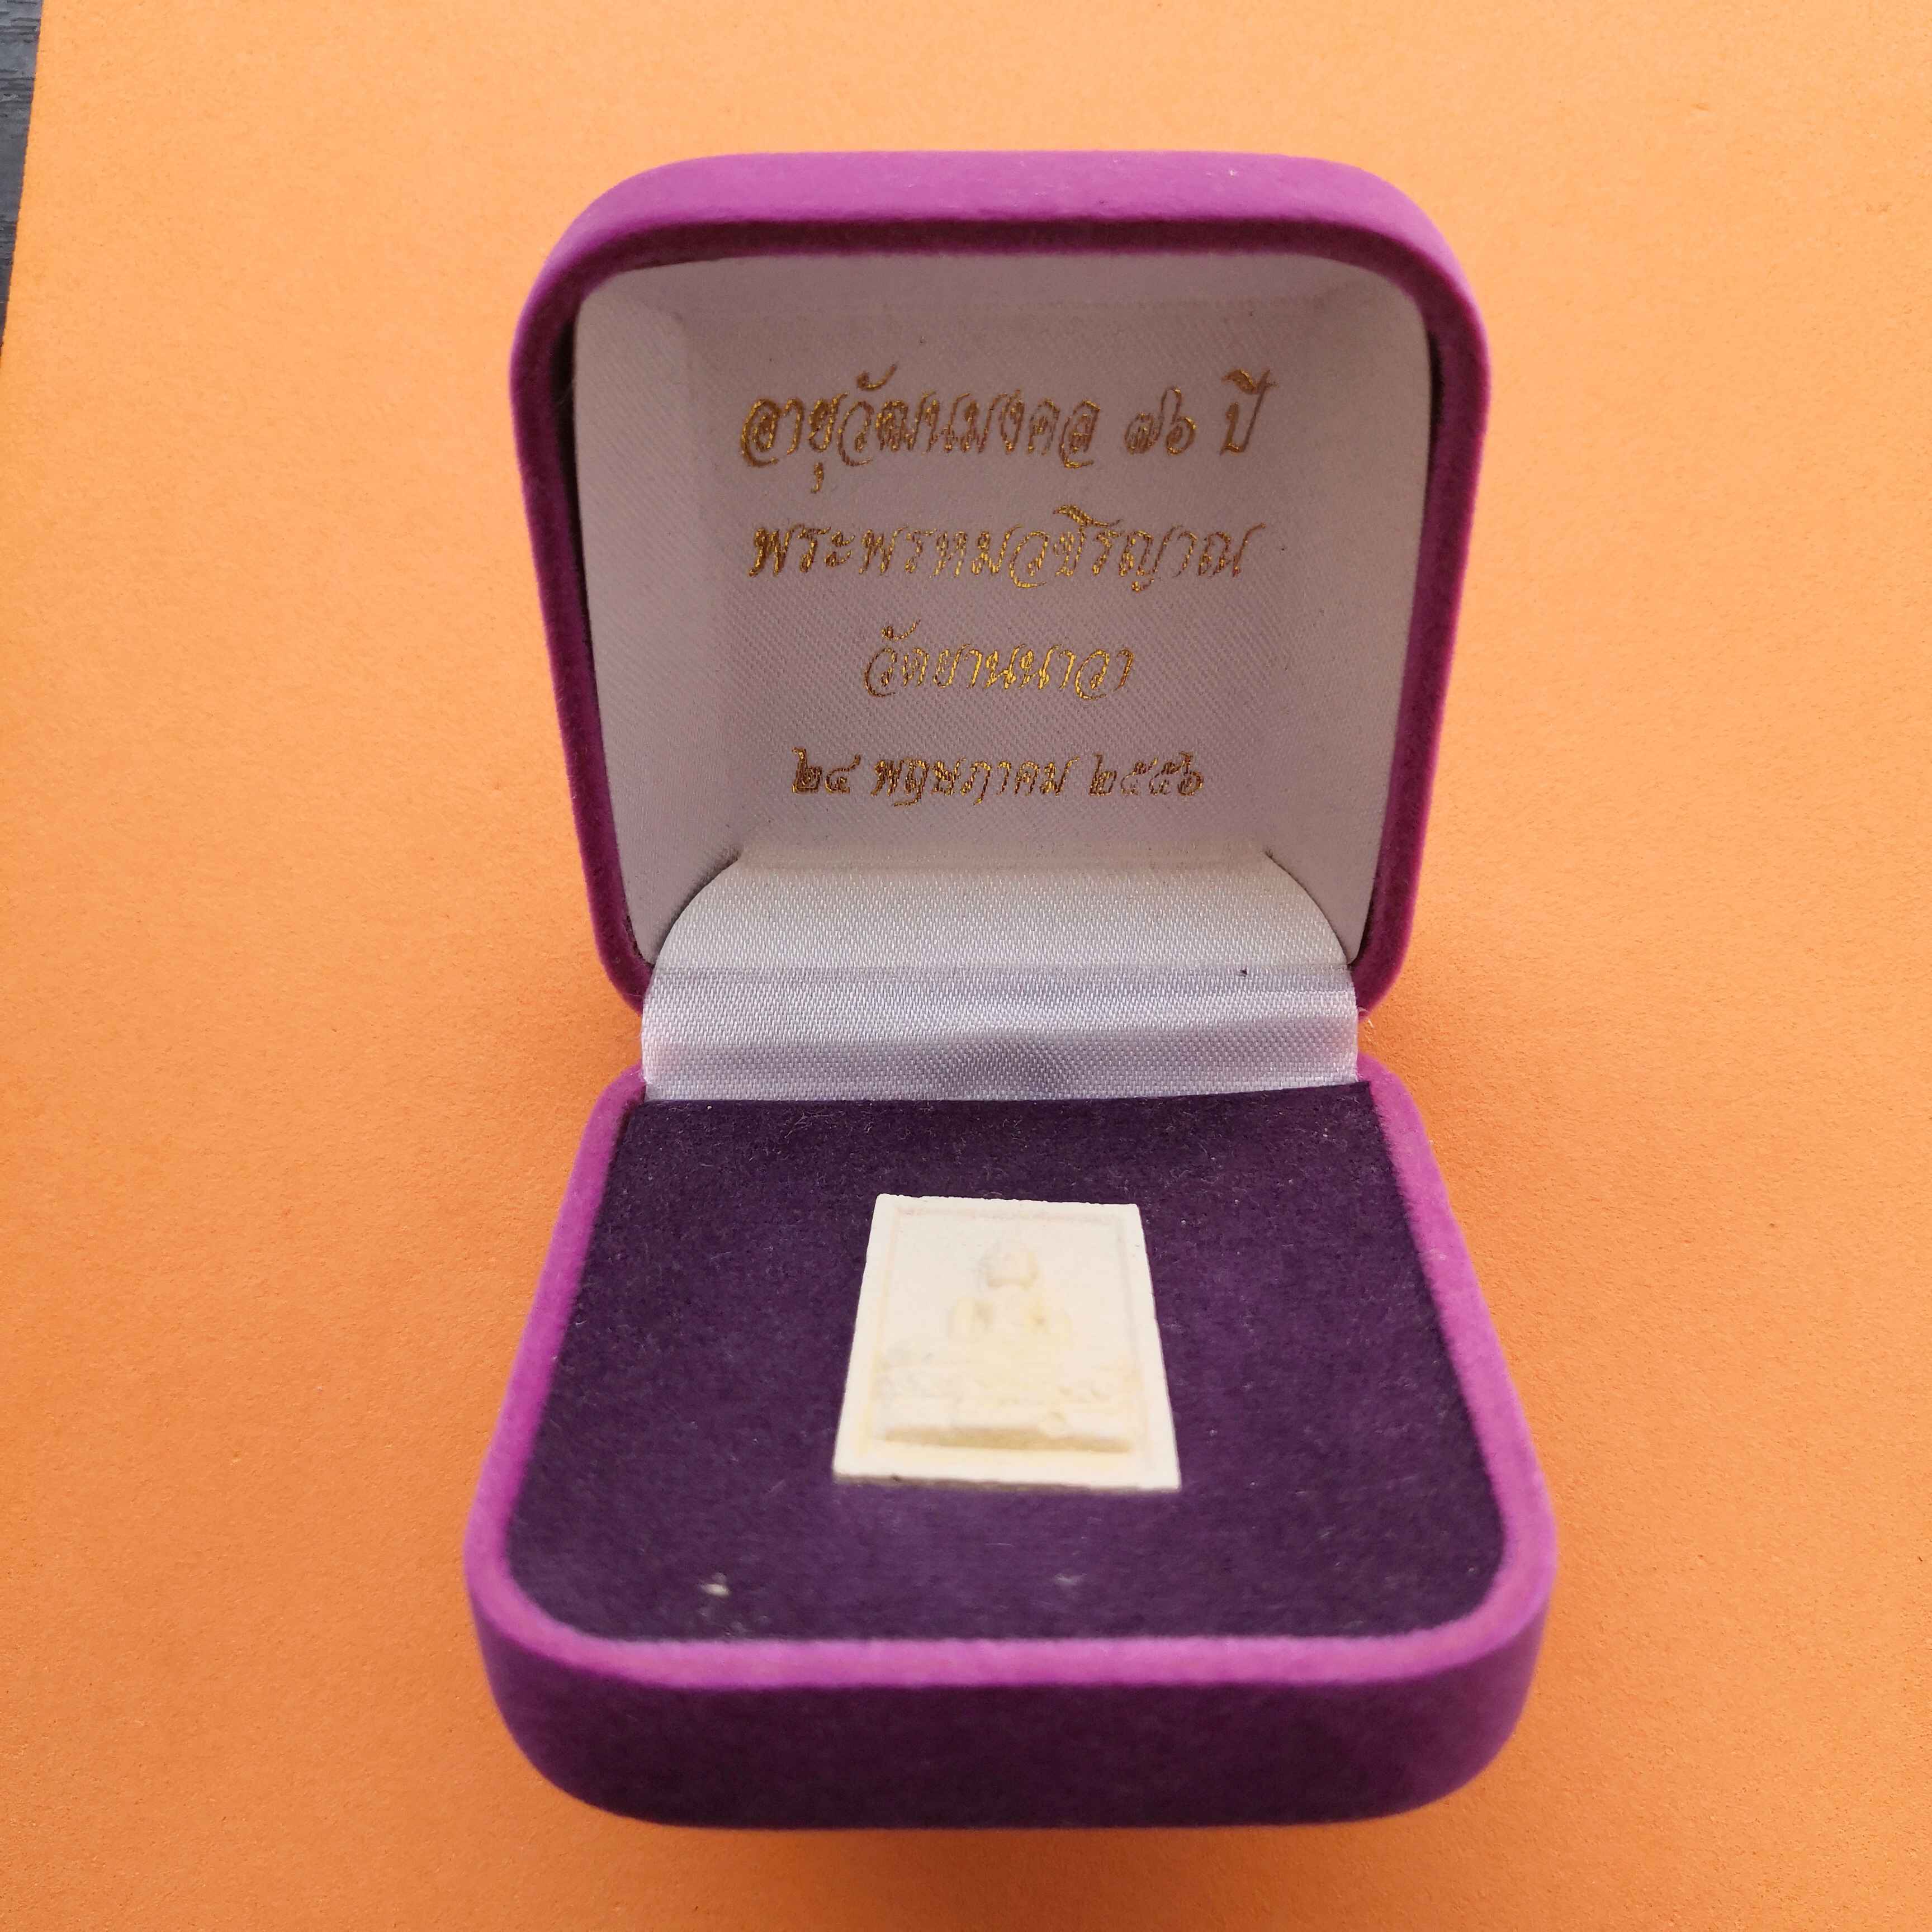 อายุวัฒนมงคล ๗๖ ปี
พระพรหมวชิรญาณ
วัดยานนาวา
๒๔ พฤษภาคม ๒๕๕๖